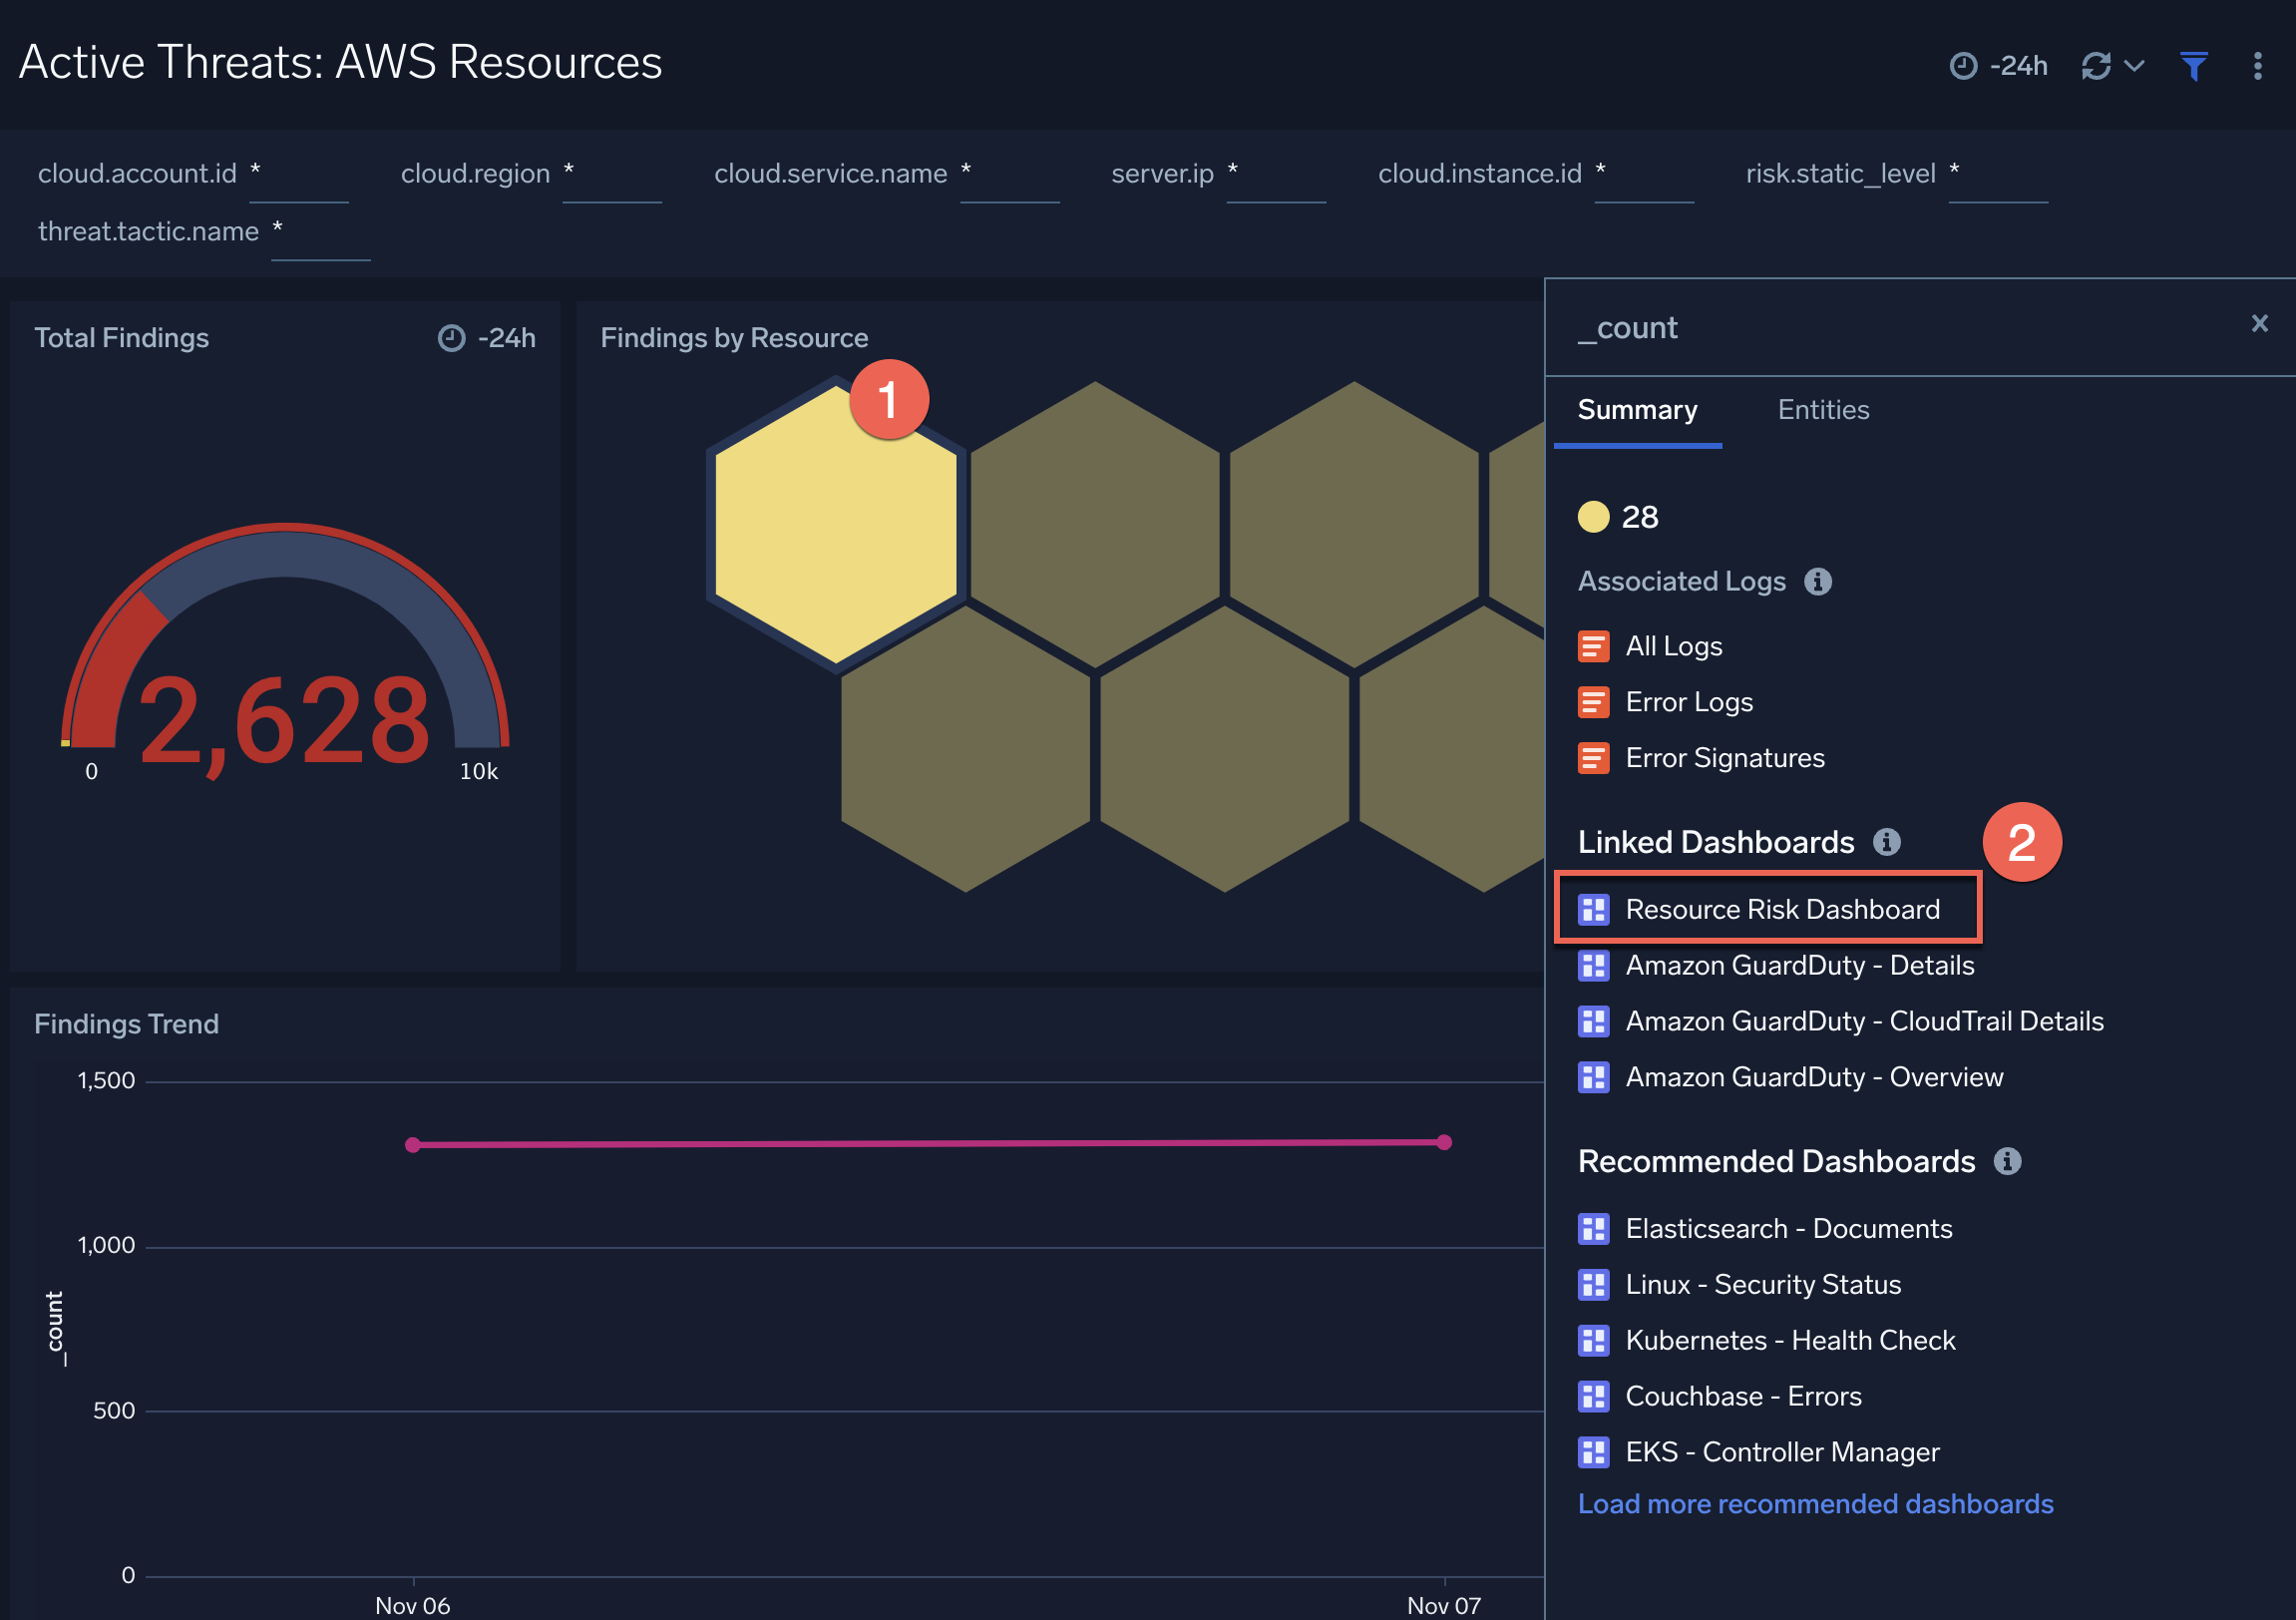 Active Threats: AWS Resources
-24h
cloud.account.id *
cloud.region *
cloud.service.name *
server.ip *
cloud.instance.id *
risk.static_level *
threat.tactic.name *
Total Findings
-24h
2,628
0
10k
Findings by Resource
1
Findings Trend
1,500
1,000
500
0
_count
Nov 06
Nov 07
_count
×
Summary
Entities
28
Associated Logs
All Logs
Error Logs
Error Signatures
Linked Dashboards
2
Resource Risk Dashboard
Amazon GuardDuty - Details
Amazon GuardDuty - CloudTrail Details
Amazon GuardDuty - Overview
Recommended Dashboards
Elasticsearch - Documents
Linux - Security Status
Kubernetes - Health Check
Couchbase - Errors
EKS - Controller Manager
Load more recommended dashboards